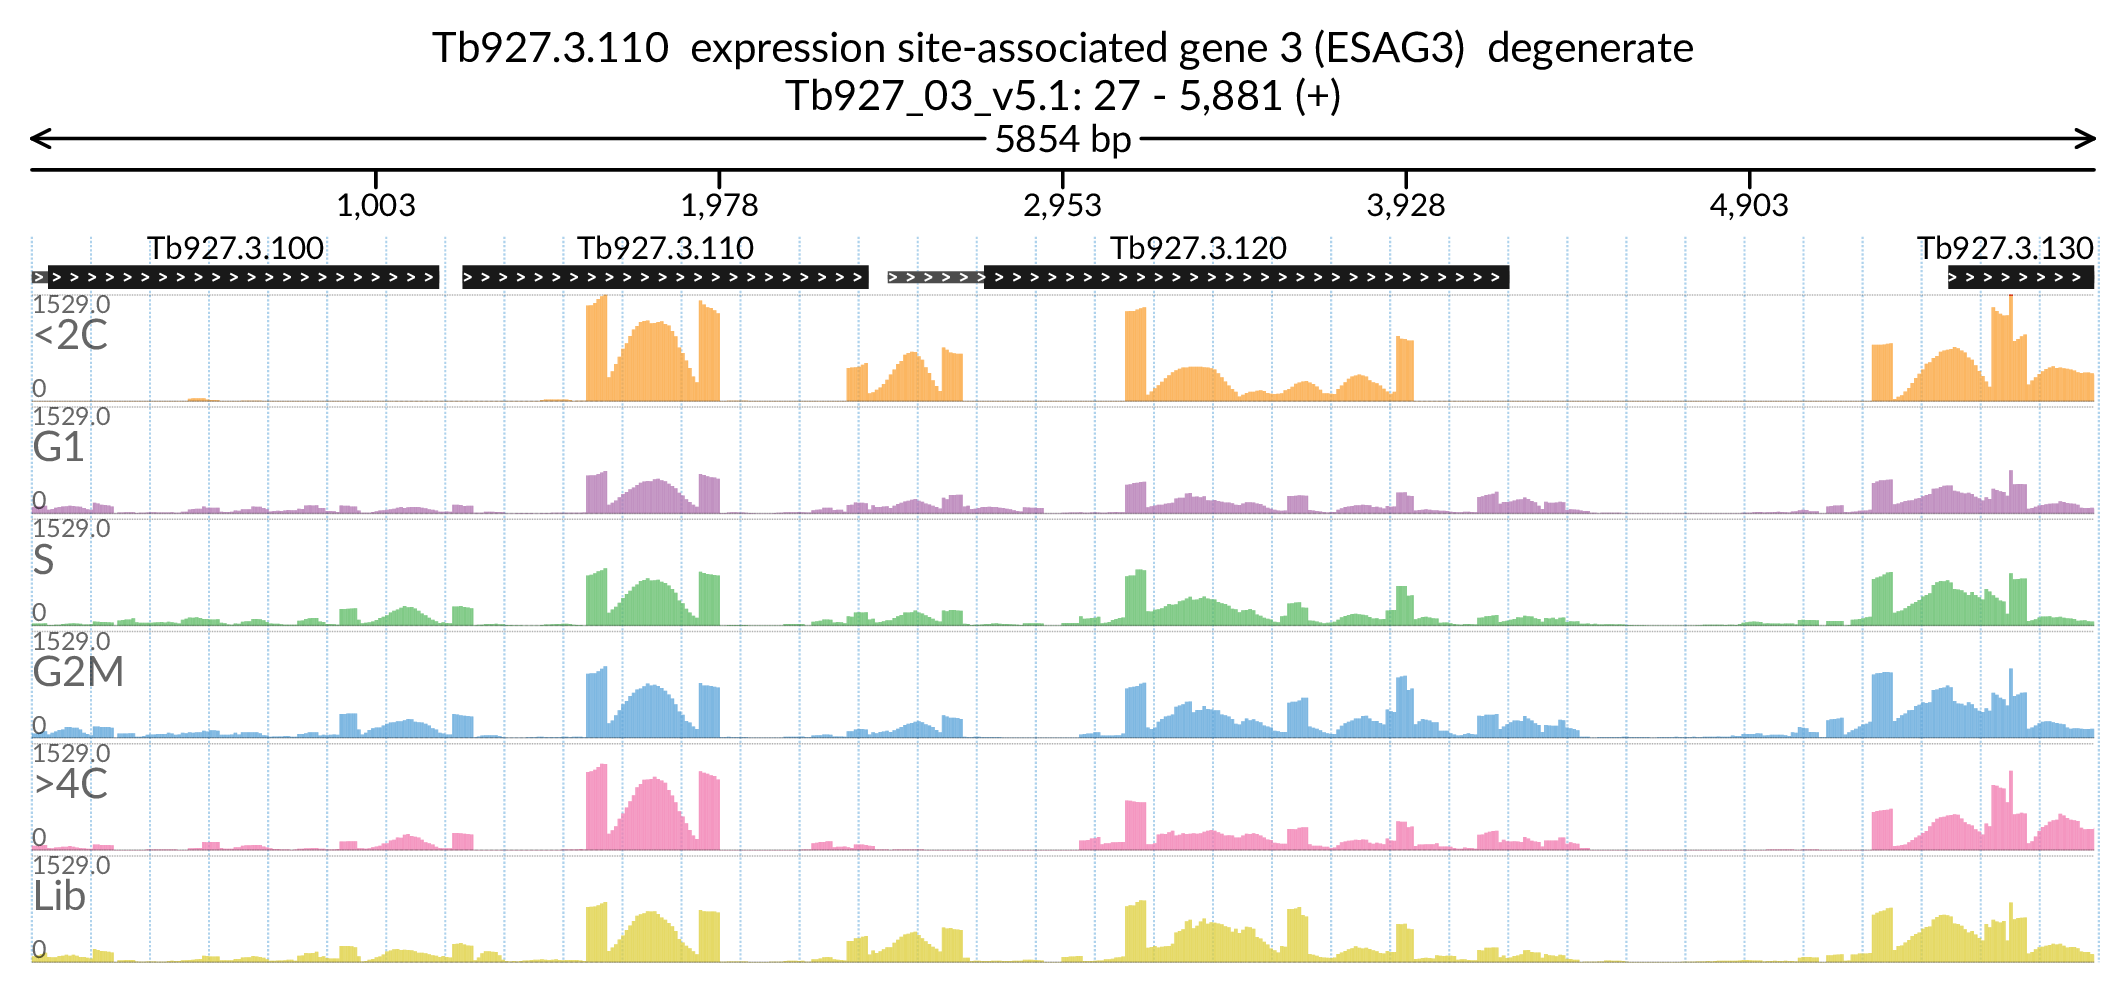 Tb927.3.110  expression site-associated gene 3 (ESAG3)  degenerate
Tb927_03_v5.1: 27 - 5,881 (+)
5854 bp
1,003 1,978 2,953 3,928 4,903
Tb927.3.100 Tb927.3.110 Tb927.3.120 Tb927.3.130
1529.0
<2C
0
1529.0
G1
0
1529.0
S
0
1529.0
G2M
0
1529.0
>4C
0
1529.0
Lib
0